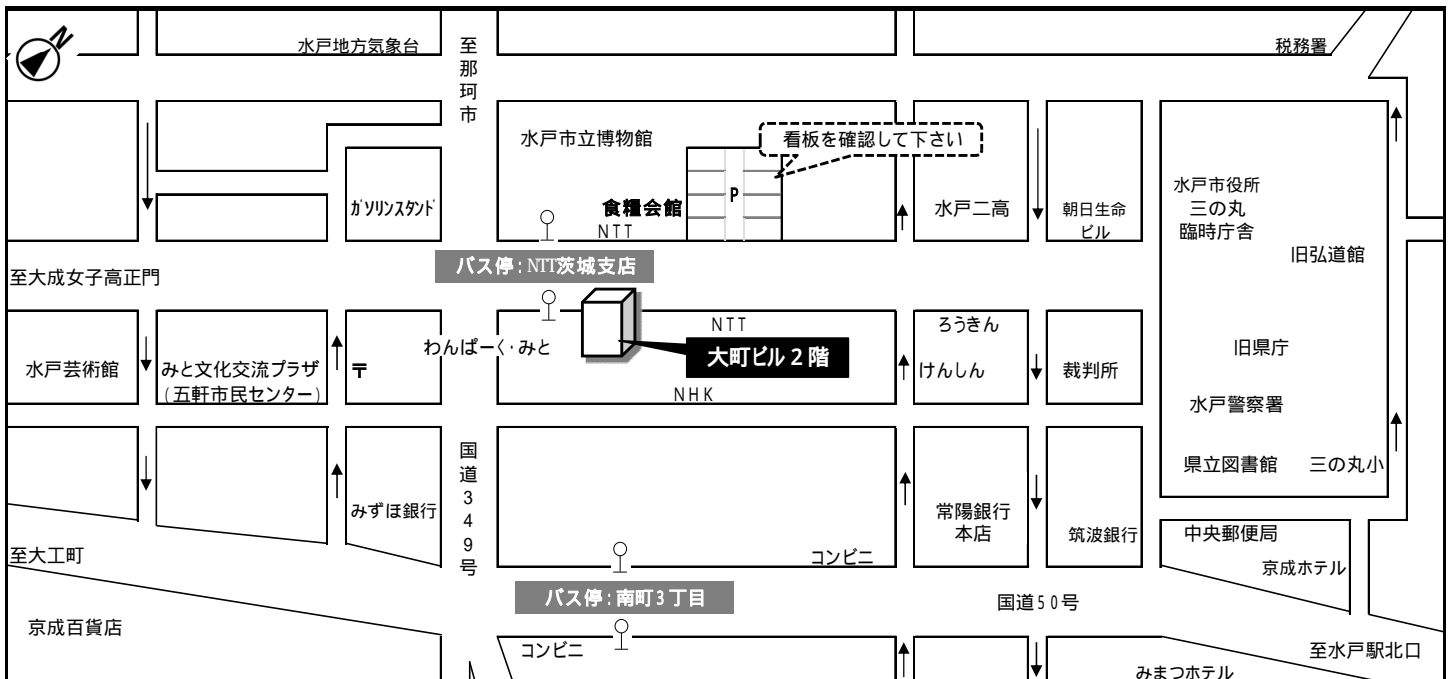 N
水戸地方気象台
至那珂市
税務署
水戸市立博物館
看板を確認して下さい
P
食糧会館
NTT
ガソリンスタンド
水戸二高
朝日生命
ビル
水戸市役所
三の丸
臨時庁舎
旧弘道館
バス停:NTT茨城支店
至大成女子高正門
わんぱーく・みと
NTT
大町ビル2階
NHK
ろうきん
けんしん
裁判所
旧県庁
水戸警察署
県立図書館
三の丸小
水戸芸術館
みと文化交流プラザ
(五軒市民センター)
〒
国道349号
みずほ銀行
常陽銀行
本店
筑波銀行
中央郵便局
京成ホテル
至大工町
コンビニ
バス停:南町3丁目
国道50号
京成百貨店
コンビニ
至水戸駅北口
みまつホテル